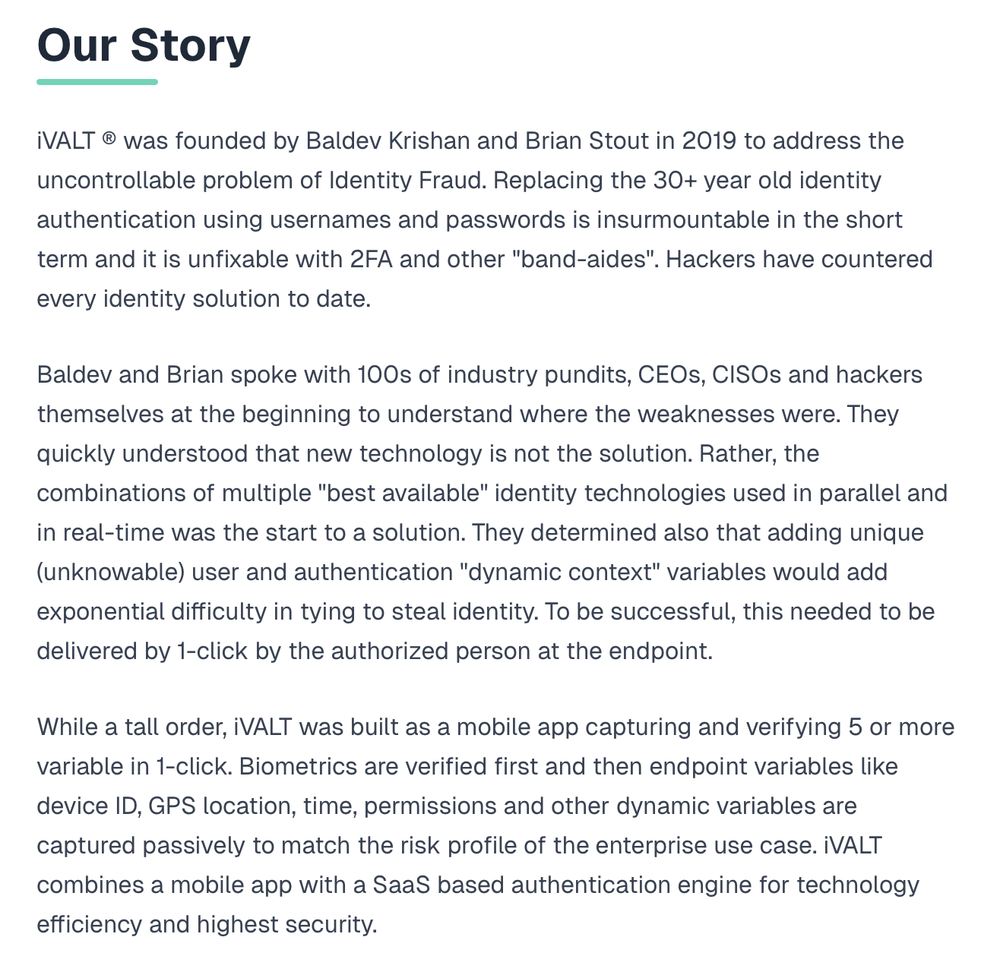 Our Story
iVALT ® was founded by Baldev Krishan and Brian Stout in 2019 to address the
uncontrollable problem of Identity Fraud. Replacing the 30+ year old identity
authentication using usernames and passwords is insurmountable in the short
term and it is unfixable with 2FA and other "band-aides". Hackers have countered
every identity solution to date.
Baldev and Brian spoke with 100s of industry pundits, CEOs, CISOs and hackers
themselves at the beginning to understand where the weaknesses were. They
quickly understood that new technology is not the solution. Rather, the
combinations of multiple "best available" identity technologies used in parallel and
in real-time was the start to a solution. They determined also that adding unique
(unknowable) user and authentication "dynamic context" variables would add
exponential difficulty in tying to steal identity. To be successful, this needed to be
delivered by 1-click by the authorized person at the endpoint.
While a tall order, iVALT was built as a mobile app capturing and verifying 5 or more
variable in 1-click. Biometrics are verified first and then endpoint variables like
device ID, GPS location, time, permissions and other dynamic variables are
captured passively to match the risk profile of the enterprise use case. iVALT
combines a mobile app with a SaaS based authentication engine for technology
efficiency and highest security.